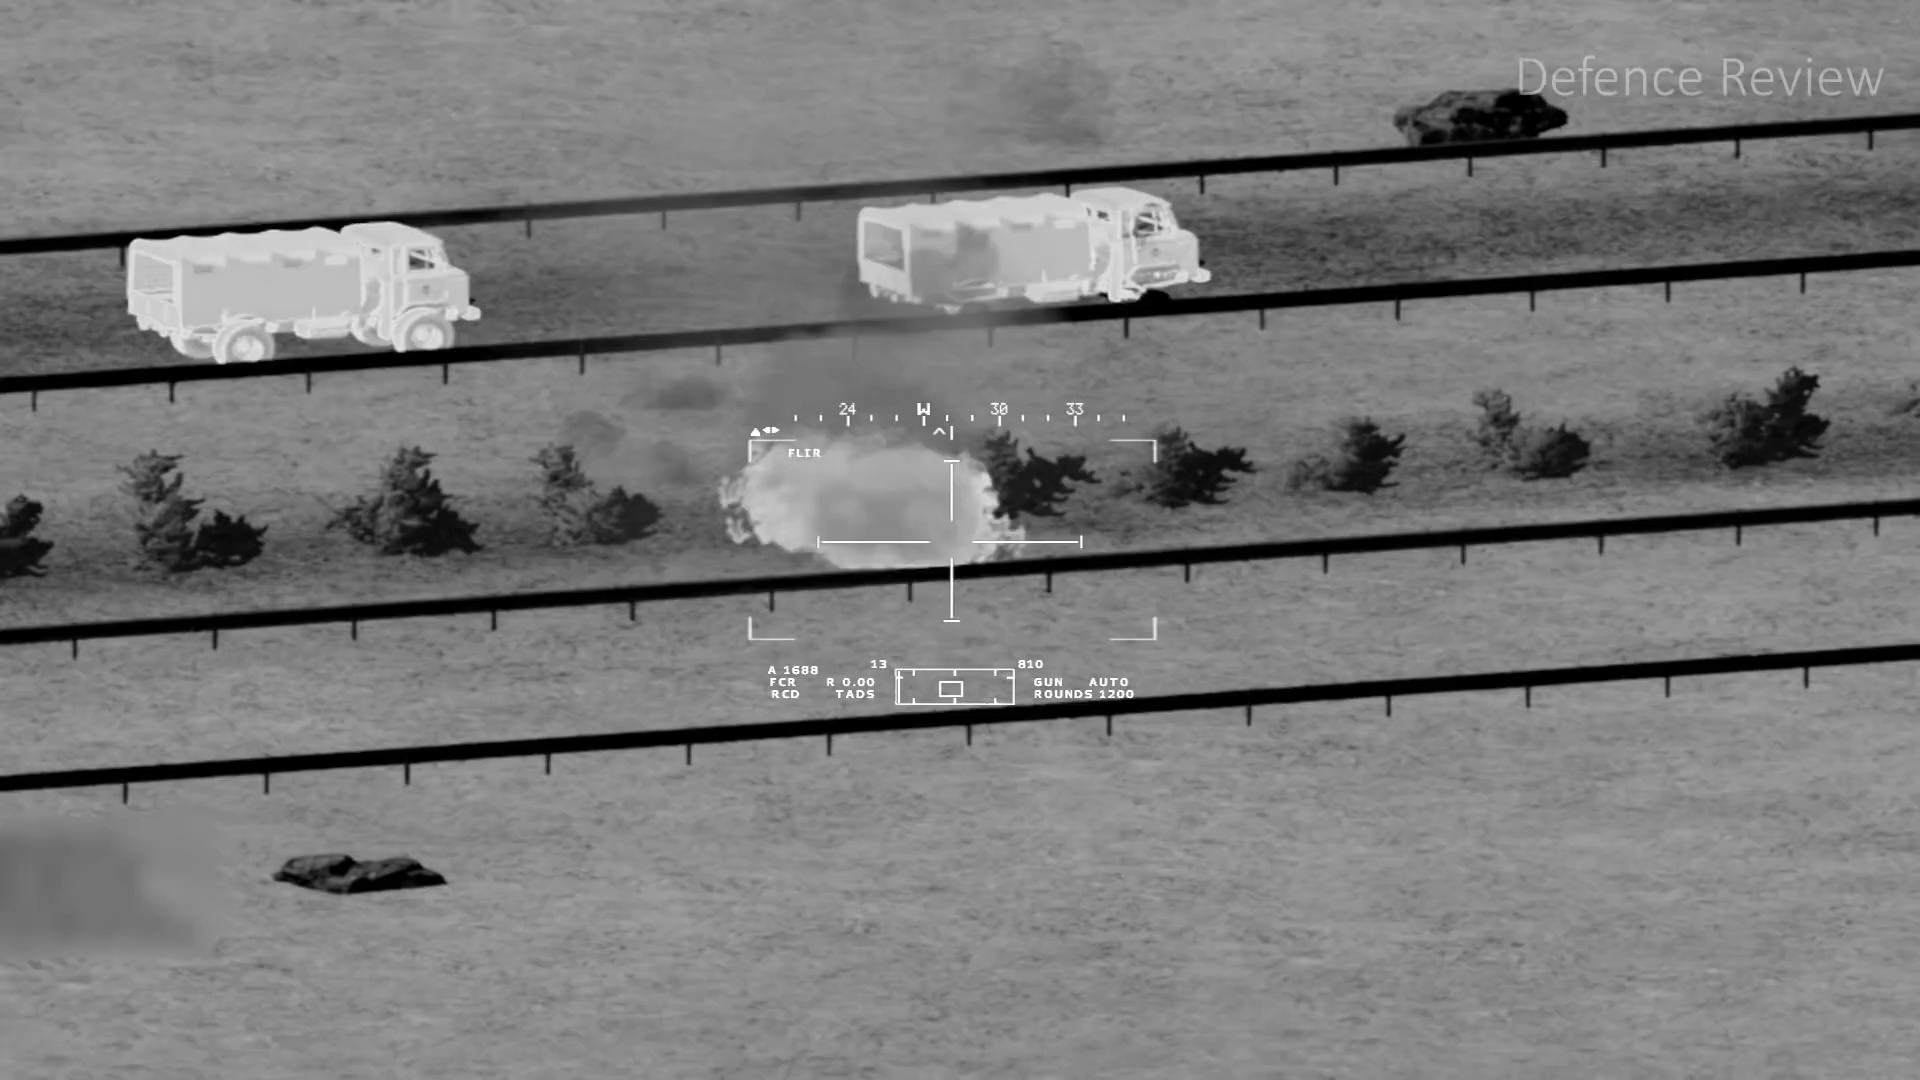 Defence Review
24 W 30 33
FLIR
13 810
A 1688
FCR R 0.00 GUN AUTO
RCD TADS ROUNDS 1200